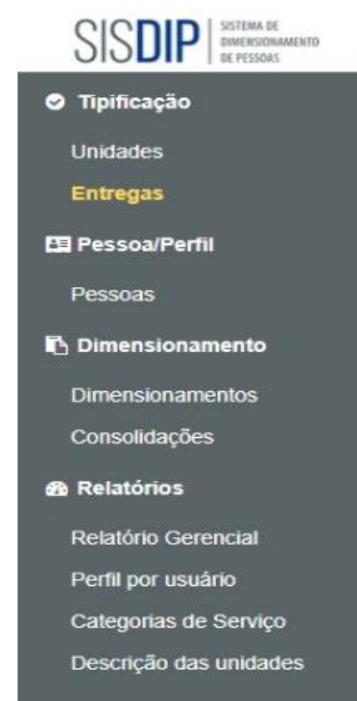 SISDIP
SISTEMA DE
DIMENSIONAMENTO
DE PESSOAS
Tipificação
Unidades
Entregas
Pessoa/Perfil
Pessoas
Dimensionamento
Dimensionamentos
Consolidações
Relatórios
Relatório Gerencial
Perfil por usuário
Categorias de Serviço
Descrição das unidades